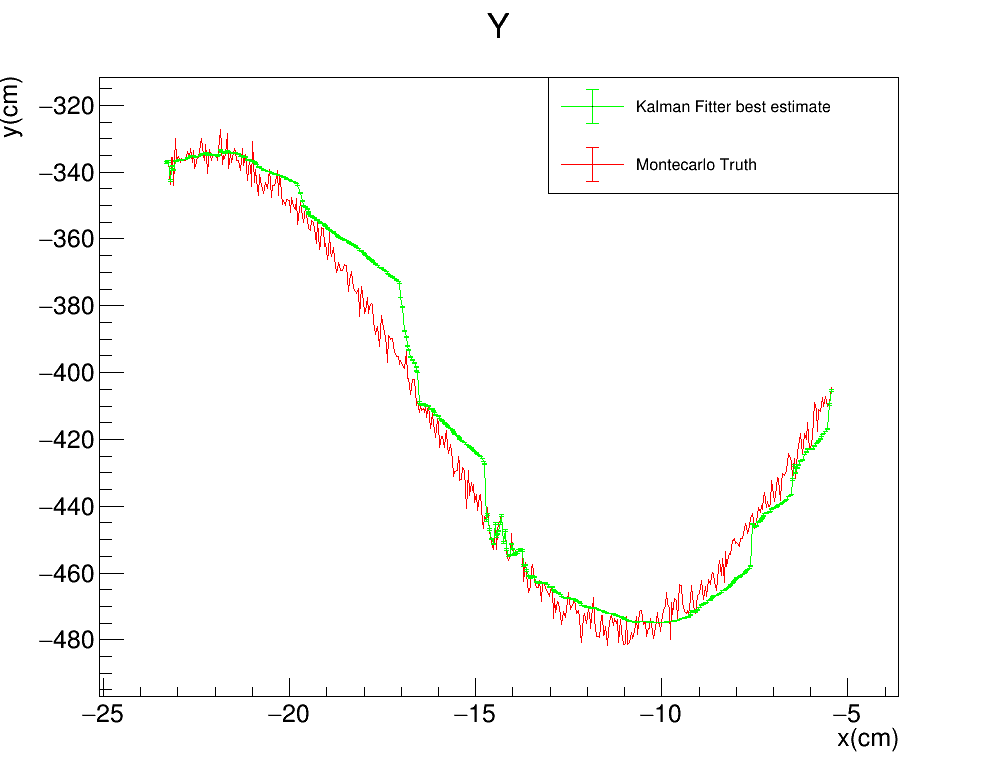 Y
y(cm)
Kalman Fitter best estimate
Montecarlo Truth
−320
−340
−360
−380
−400
−420
−440
−460
−480
−25 −20 −15 −10 −5
x(cm)